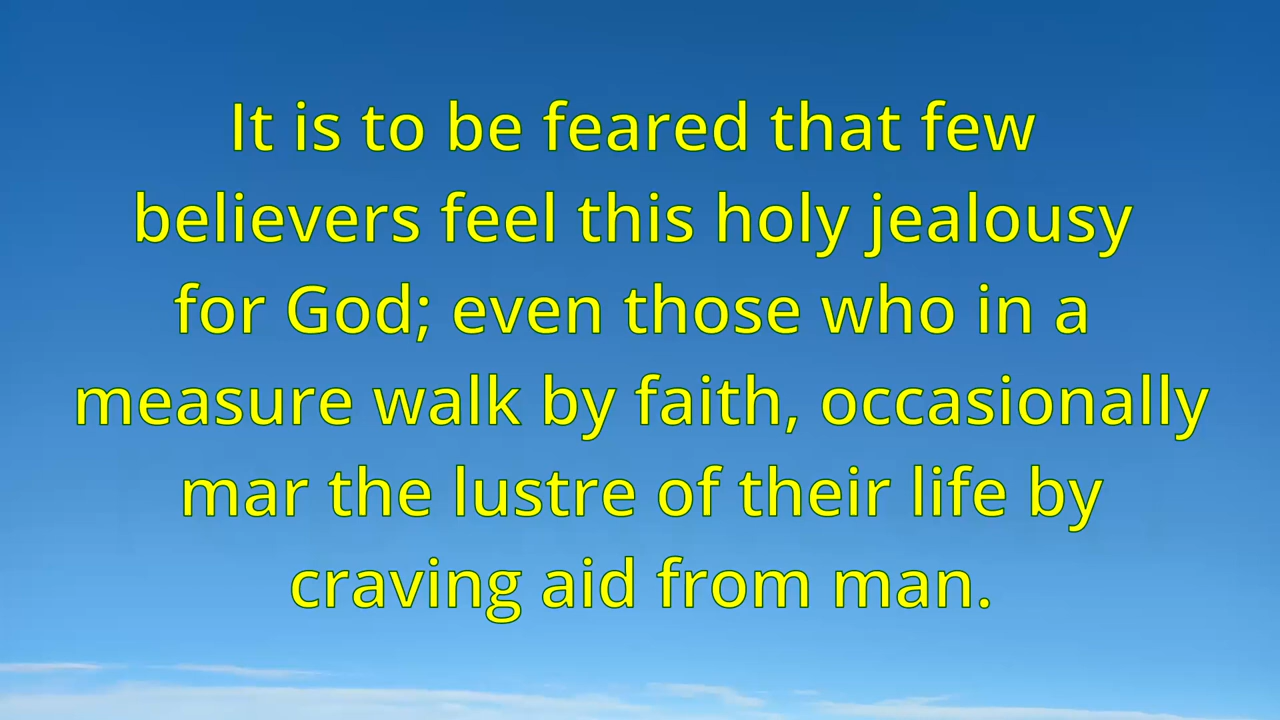 It is to be feared that few
believers feel this holy jealousy
for God; even those who in a
measure walk by faith, occasionally
mar the lustre of their life by
craving aid from man.